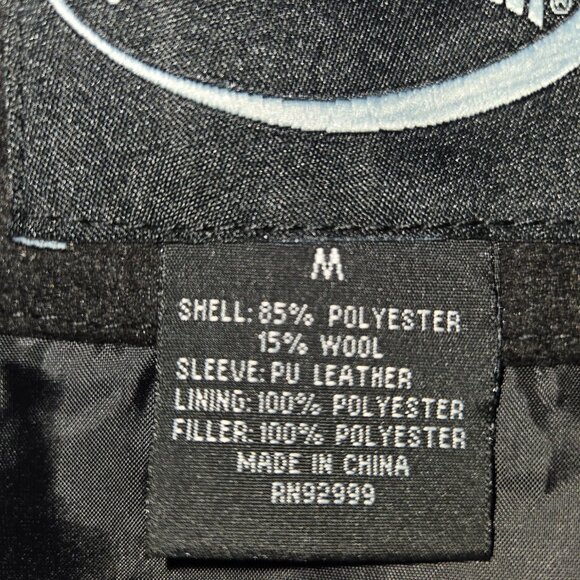 ®
M
SHELL: 85% POLYESTER
15% WOOL
SLEEVE: PU LEATHER
LINING: 100% POLYESTER
FILLER: 100% POLYESTER
MADE IN CHINA
RN92999